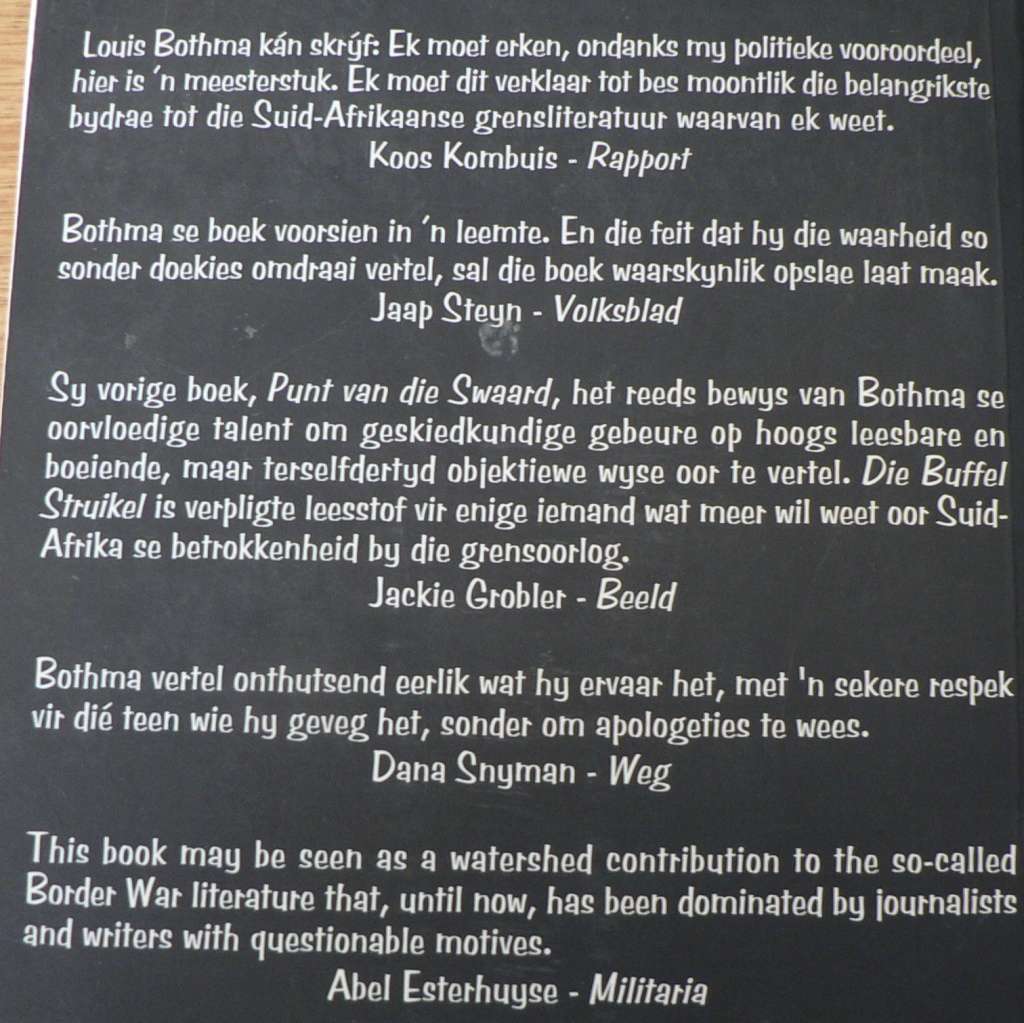 Louis Bothma kán skrýf: Ek moet erken, ondanks my politieke vooroordeel,
hier is 'n meesterstuk. Ek moet dit verklaar tot bes moontlik die belangrikste
bydrae tot die Suid-Afrikaanse grensliteratuur waarvan ek weet.
Koos Kombuis - Rapport
Bothma se boek voorsien in 'n leemte. En die feit dat hy die waarheid so
sonder doekies omdraai vertel, sal die boek waarskynlik opslae laat maak.
Jaap Steyn - Volksblad
Sy vorige boek, Punt van die Swaard, het reeds bewys van Bothma se
oorvloedige talent om geskiedkundige gebeure op hoogs leesbare en
boeiende, maar terselfdertyd objektiewe wyse oor te vertel. Die Buffel
Struikel is verpligte leesstof vir enige iemand wat meer wil weet oor Suid-
Afrika se betrokkenheid by die grensoorlog.
Jackie Grobler - Beeld
Bothma vertel onthutsend eerlik wat hy ervaar het, met 'n sekere respek
vir dié teen wie hy geveg het, sonder om apologeties te wees.
Dana Snyman - Weg
This book may be seen as a watershed contribution to the so-called
Border War literature that, until now, has been dominated by journalists
and writers with questionable motives.
Abel Esterhuyse - Militaria